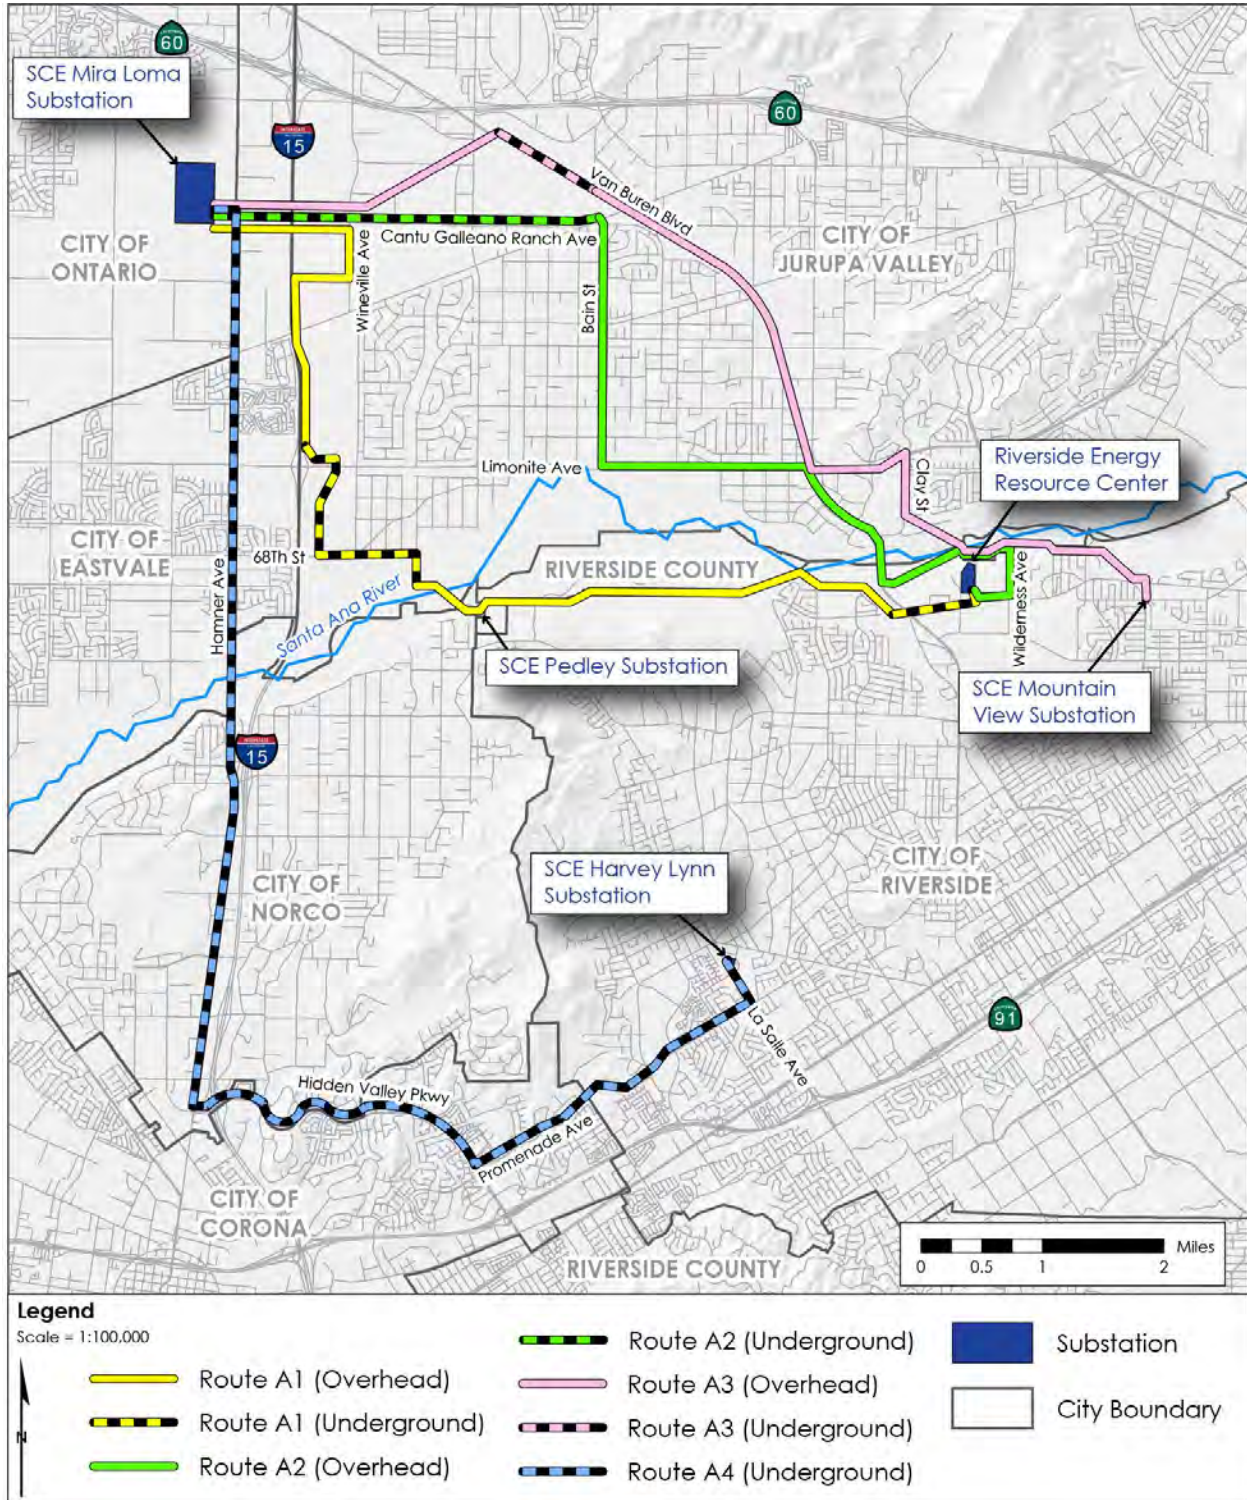 CALIFORNIA
60
SCE Mira Loma
Substation
INTERSTATE
15
CALIFORNIA
60
Van Buren Blvd
CITY OF
ONTARIO
Cantu Galleano Ranch Ave
Wineville Ave
Bain St
CITY OF
JURUPA VALLEY
Limonite Ave
Clay St
Riverside Energy
Resource Center
CITY OF
EASTVALE
68Th St
RIVERSIDE COUNTY
Hamner Ave
Santa Ana River
Wilderness Ave
SCE Pedley Substation
SCE Mountain
View Substation
INTERSTATE
15
SCE Harvey Lynn
Substation
CITY OF
RIVERSIDE
CITY OF
NORCO
CALIFORNIA
91
La Salle Ave
Hidden Valley Pkwy
Promenade Ave
CITY OF
CORONA
RIVERSIDE COUNTY
Miles
0 0.5 1 2
Legend
Scale = 1:100,000
N
Route A1 (Overhead)
Route A1 (Underground)
Route A2 (Overhead)
Route A2 (Underground)
Route A3 (Overhead)
Route A3 (Underground)
Route A4 (Underground)
Substation
City Boundary